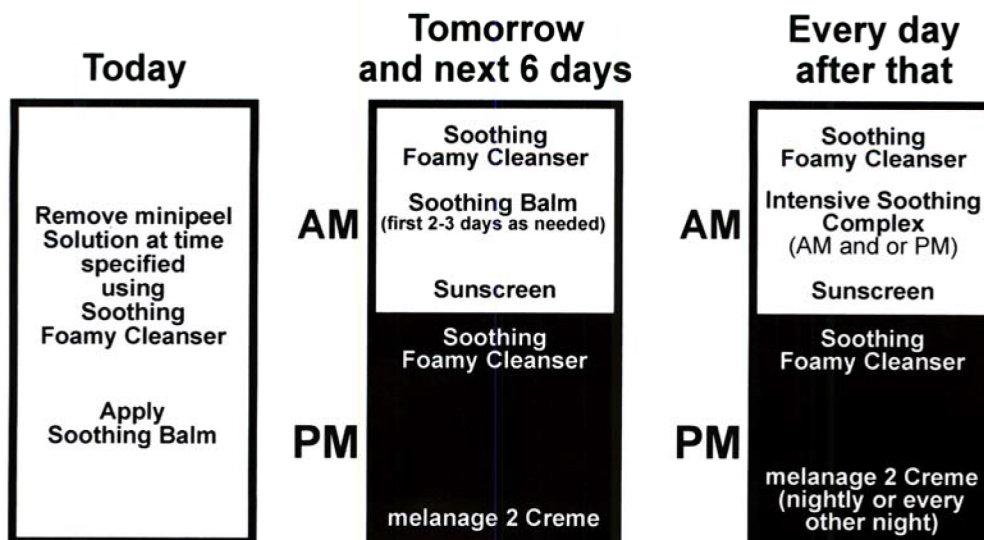 Today
Remove minipeel
Solution at time
specified
using
Soothing
Foamy Cleanser
Apply
Soothing Balm
Tomorrow
and next 6 days
AM
Soothing
Foamy Cleanser
Soothing Balm
(first 2-3 days as needed)
Sunscreen
PM
Soothing
Foamy Cleanser
melanage 2 Creme
Every day
after that
AM
Soothing
Foamy Cleanser
Intensive Soothing
Complex
(AM and or PM)
Sunscreen
PM
Soothing
Foamy Cleanser
melanage 2 Creme
(nightly or every
other night)